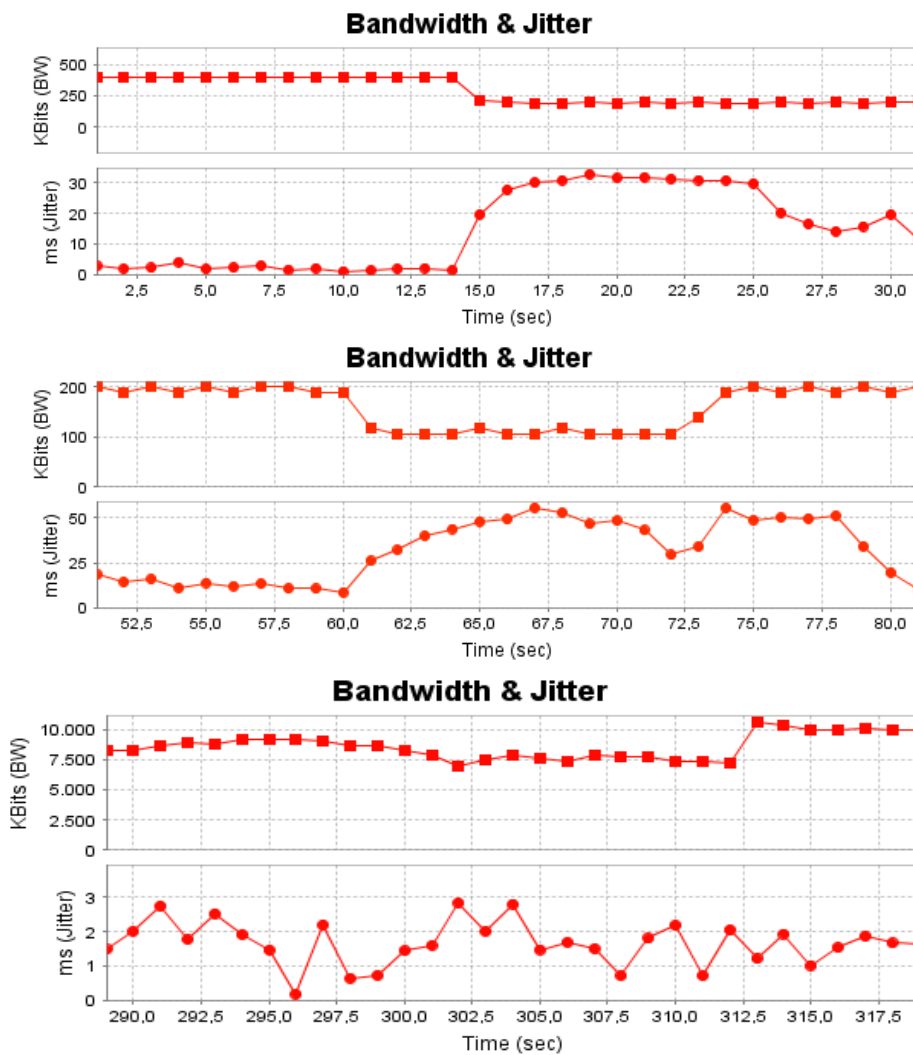 Bandwidth & Jitter
KBits (BW)
500
250
0
ms (Jitter)
30
20
10
0
2,5 5,0 7,5 10,0 12,5 15,0 17,5 20,0 22,5 25,0 27,5 30,0
Time (sec)
Bandwidth & Jitter
KBits (BW)
200
100
0
ms (Jitter)
50
25
0
52,5 55,0 57,5 60,0 62,5 65,0 67,5 70,0 72,5 75,0 77,5 80,0
Time (sec)
Bandwidth & Jitter
KBits (BW)
10.000
7.500
5.000
2.500
0
ms (Jitter)
3
2
1
0
290,0 292,5 295,0 297,5 300,0 302,5 305,0 307,5 310,0 312,5 315,0 317,5
Time (sec)